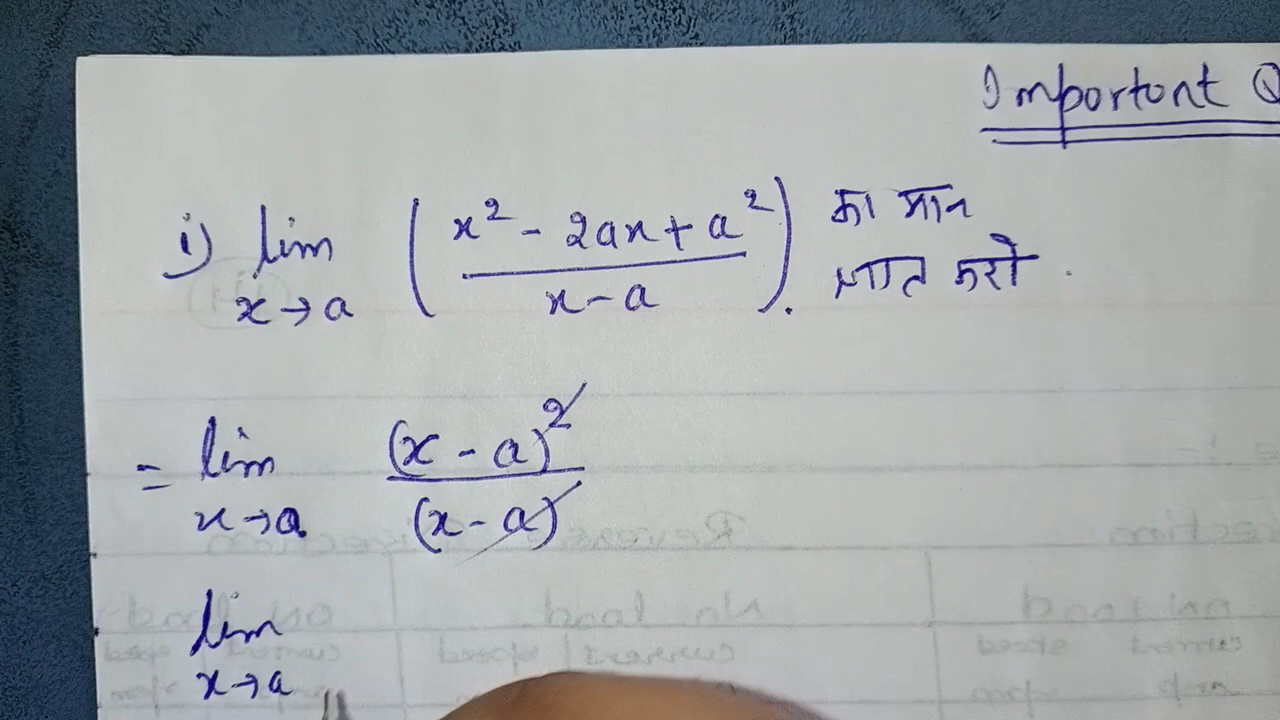 Important Q
i) lim x→a ( x² - 2ax + a² / x - a ). का मान
ज्ञात करो .
= lim x→a (x - a)² / (x - a)
lim x→a